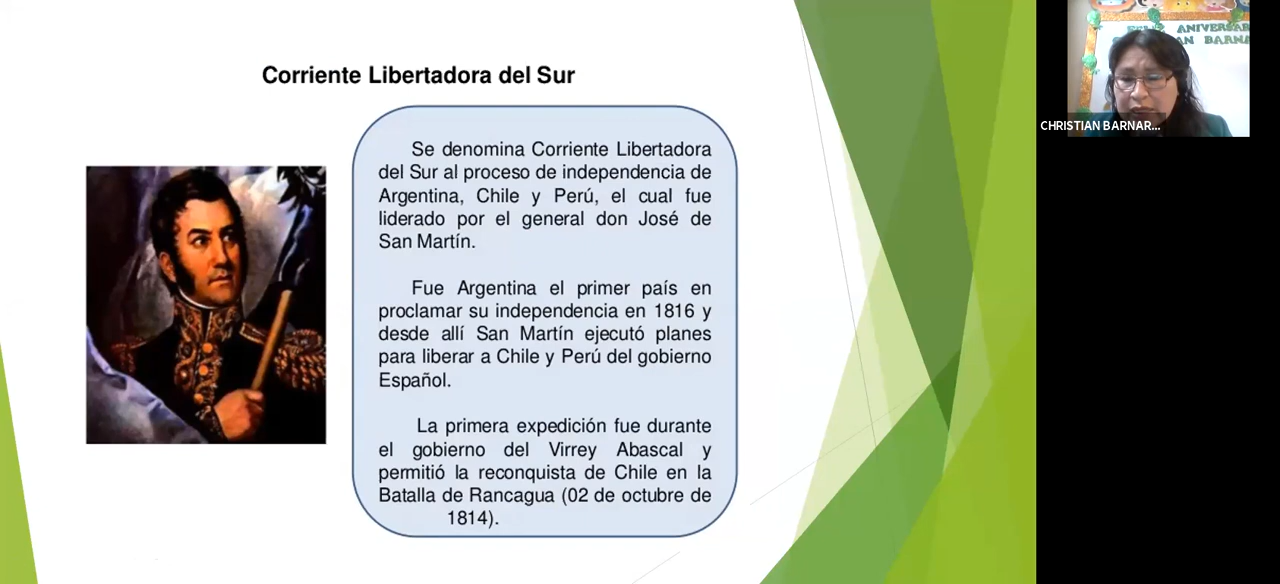 Corriente Libertadora del Sur
Se denomina Corriente Libertadora
del Sur al proceso de independencia de
Argentina, Chile y Perú, el cual fue
liderado por el general don José de
San Martín.
Fue Argentina el primer país en
proclamar su independencia en 1816 y
desde allí San Martín ejecutó planes
para liberar a Chile y Perú del gobierno
Español.
La primera expedición fue durante
el gobierno del Virrey Abascal y
permitió la reconquista de Chile en la
Batalla de Rancagua (02 de octubre de
1814).
ANIVERSAR
AN BARNA
CHRISTIAN BARNAR...